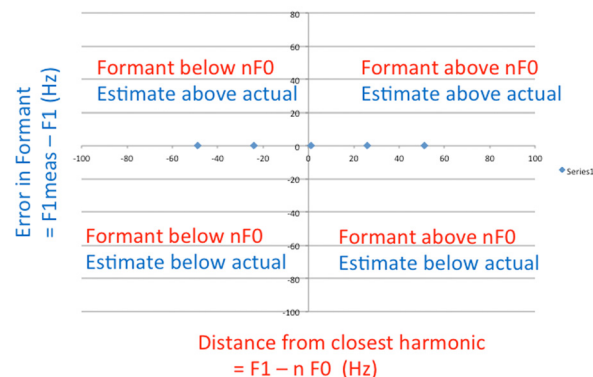 80
60
Formant below nF0
Formant above nF0
40
Estimate above actual
Estimate above actual
20
0
-100 -80 -60 -40 -20 0 20 40 60 80 100
Series1
-20
-40
Formant below nF0
Formant above nF0
-60
Estimate below actual
Estimate below actual
-80
-100
Error in Formant
= F1meas – F1 (Hz)
Distance from closest harmonic
= F1 – n F0 (Hz)